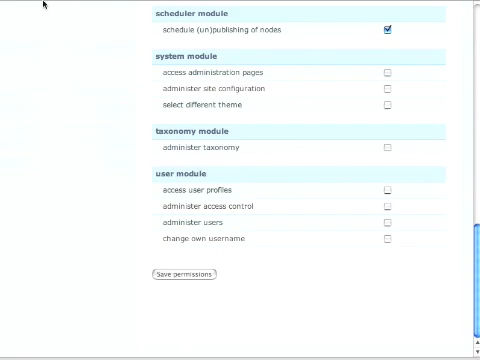 scheduler module
schedule (un)publishing of nodes
system module
access administration pages
administer site configuration
select different theme
taxonomy module
administer taxonomy
user module
access user profiles
administer access control
administer users
change own username
Save permissions